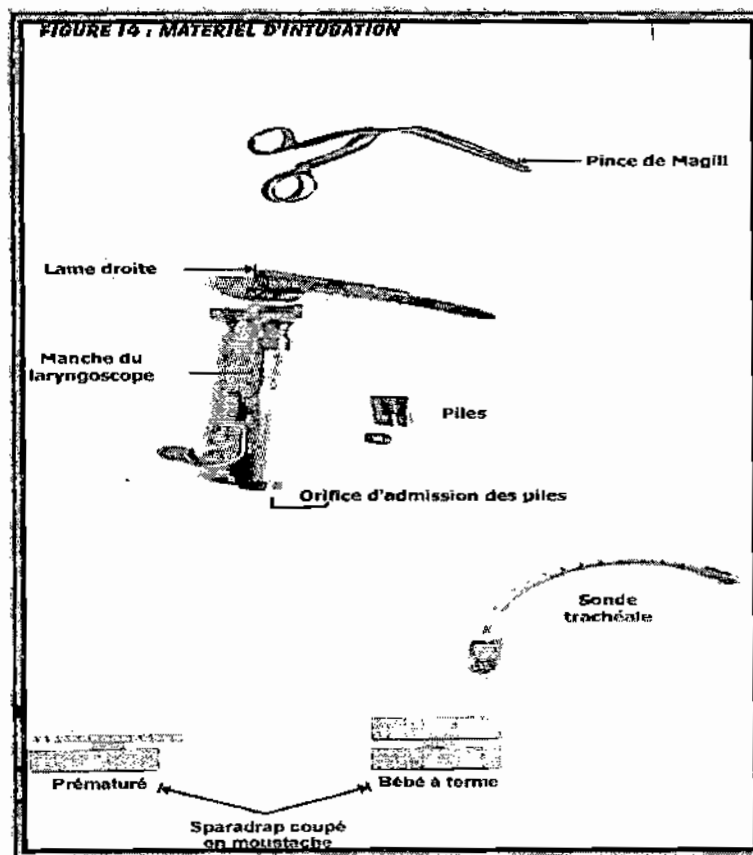 FIGURE 14 : MATERIEL D'INTUBATION
Pince de Magill
Lame droite
Manche du
laryngoscope
Piles
Orifice d'admission des piles
Sonde
trachéale
Prématuré
Bébé à terme
Sparadrap coupé
en moustache